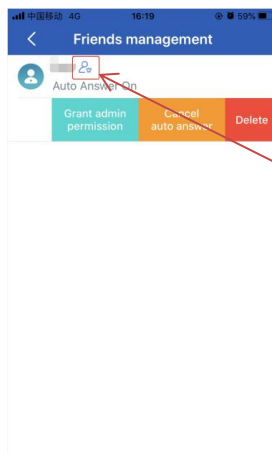 中国移动 4G 16:19 59%
Friends management
Auto Answer On
Grant admin
permission
Cancel
auto answer
Delete